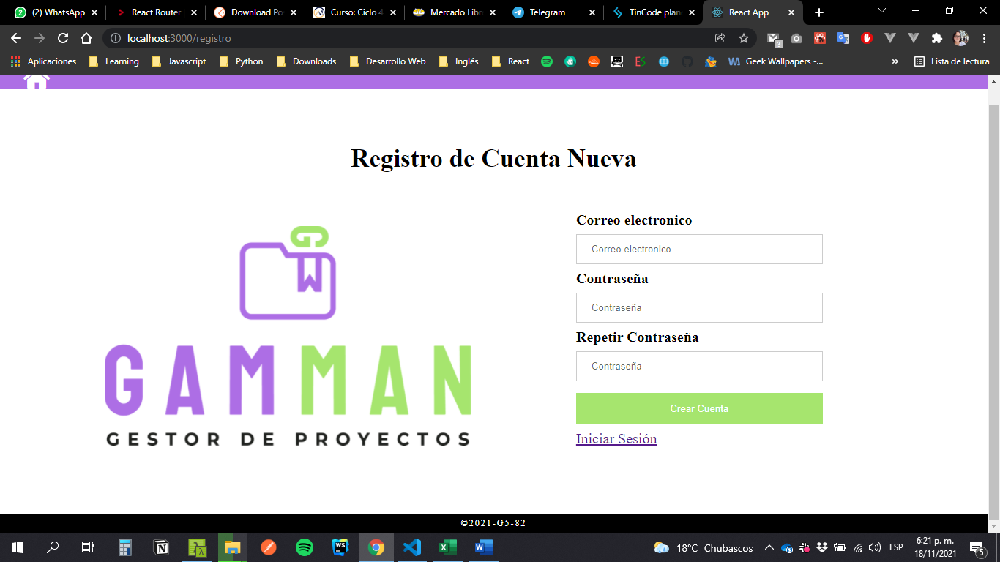 (2) WhatsApp
React Router
Download Po
Curso: Ciclo 4
Mercado Libr
Telegram
TinCode plan
React App
localhost:3000/registro
Aplicaciones
Learning
Javascript
Python
Downloads
Desarrollo Web
Inglés
React
ES
Geek Wallpapers -...
»
Lista de lectura
Registro de Cuenta Nueva
GAMMAN
GESTOR DE PROYECTOS
Correo electronico
Correo electronico
Contraseña
Contraseña
Repetir Contraseña
Contraseña
Crear Cuenta
Iniciar Sesión
©2021-G5-82
WS
18°C Chubascos
ESP
6:21 p. m.
18/11/2021
5